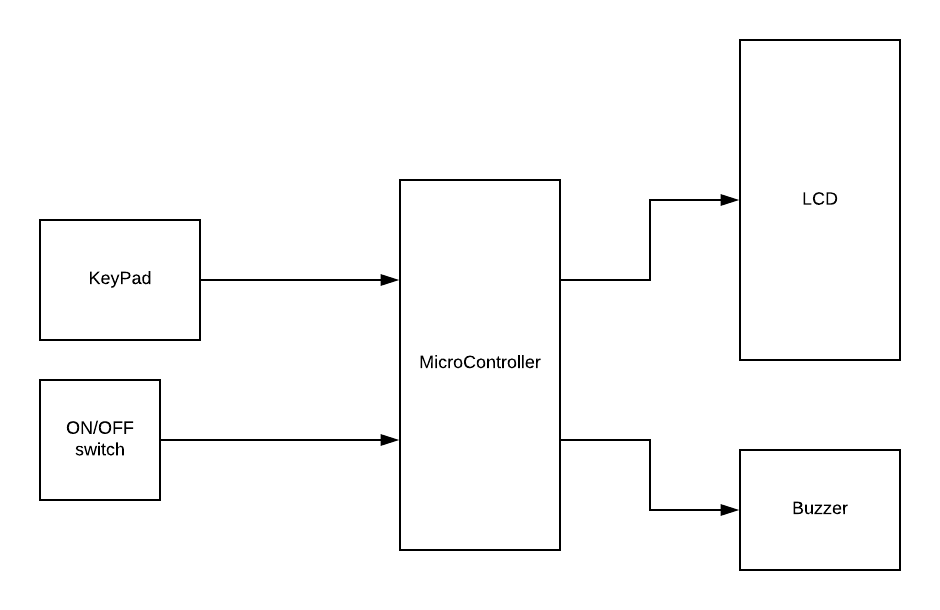 KeyPad
ON/OFF
switch
MicroController
LCD
Buzzer